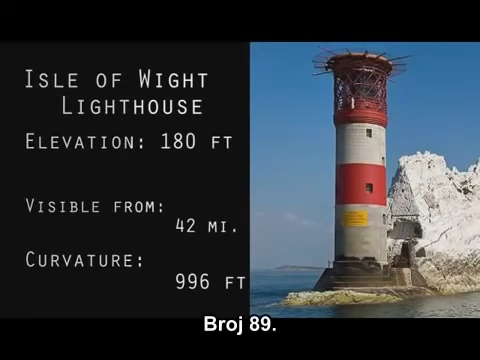 Isle of Wight
Lighthouse
Elevation: 180 ft
Visible from:
42 mi.
Curvature:
996 ft
Broj 89.